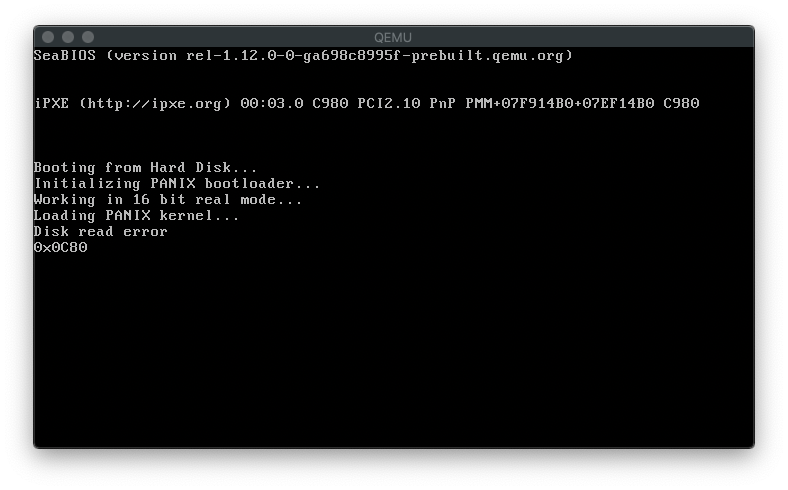 QEMU
SeaBIOS (version rel-1.12.0-0-ga698c8995f-prebuilt.qemu.org)
iPXE (http://ipxe.org) 00:03.0 C980 PCI2.10 PnP PMM+07F914B0+07EF14B0 C980
Booting from Hard Disk...
Initializing PANIX bootloader...
Working in 16 bit real mode...
Loading PANIX kernel...
Disk read error
0x0C80